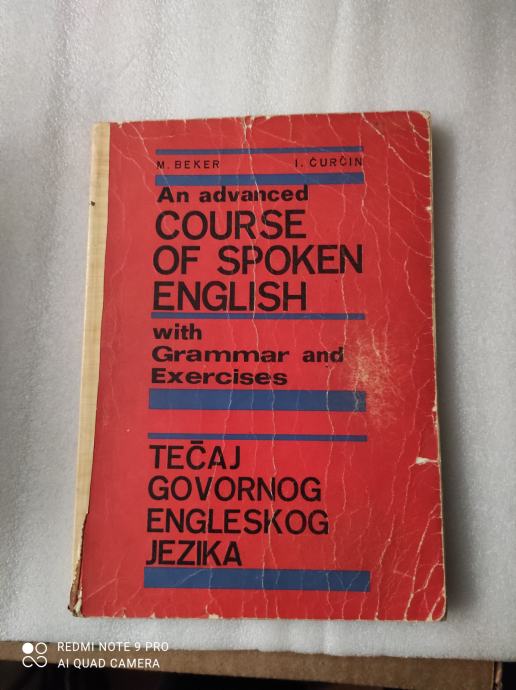 M. BEKER I. ĆURČIN
An advanced
COURSE
OF SPOKEN
ENGLISH
with
Grammar and
Exercises
TEČAJ
GOVORNOG
ENGLESKOG
JEZIKA
REDMI NOTE 9 PRO
AI QUAD CAMERA